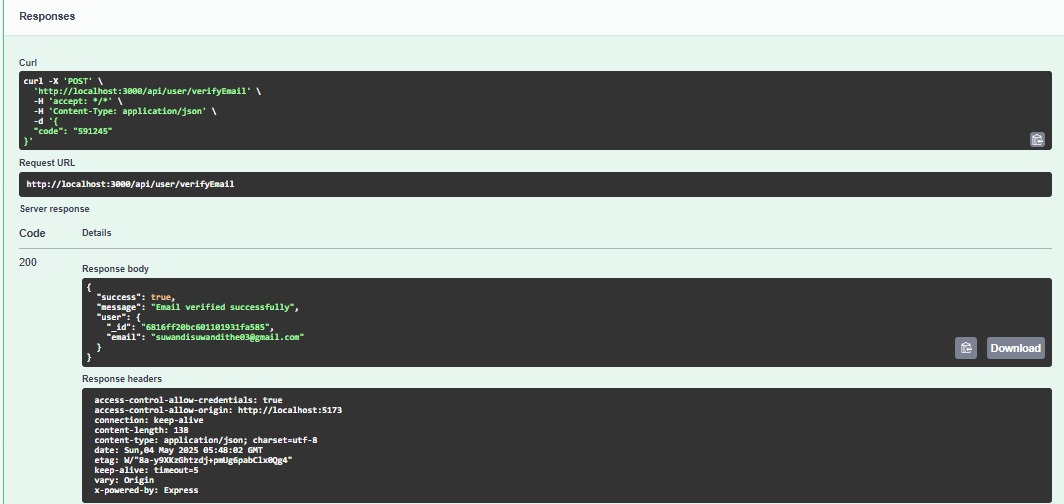 Responses
Curl
curl -X 'POST' \
'http://localhost:3000/api/user/verifyEmail' \
-H 'accept: */*' \
-H 'Content-Type: application/json' \
-d '{
"code": "591245"
}'
Request URL
http://localhost:3000/api/user/verifyEmail
Server response
Code Details
200
Response body
{
"success": true,
"message": "Email verified successfully",
"user": {
"_id": "6816ff20bc601101931fa585",
"email": "suwandisuwandithe03@gmail.com"
}
}
Download
Response headers
access-control-allow-credentials: true
access-control-allow-origin: http://localhost:5173
connection: keep-alive
content-length: 138
content-type: application/json; charset=utf-8
date: Sun,04 May 2025 05:48:02 GMT
etag: W/"8a-y9XKzGhtzdj+pmUg6pabClx0Qg4"
keep-alive: timeout=5
vary: Origin
x-powered-by: Express